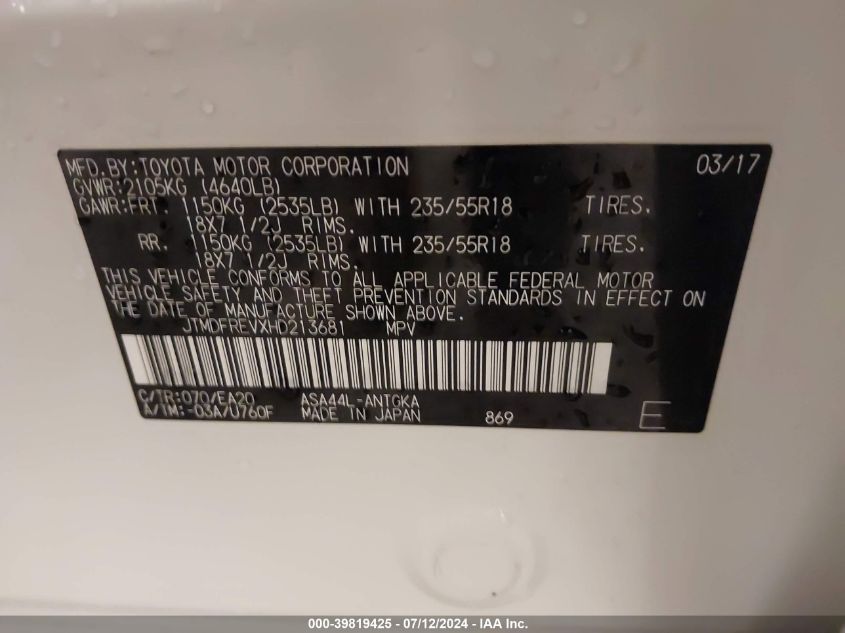 MFD.BY:TOYOTA MOTOR CORPORATION 03/17
GVWR:2105KG (4640LB)
GAWR:FRT. 1150KG (2535LB) WITH 235/55R18 TIRES.
18X7 1/2J RIMS.
RR. 1150KG (2535LB) WITH 235/55R18 TIRES.
18X7 1/2J RIMS.
THIS VEHICLE CONFORMS TO ALL APPLICABLE FEDERAL MOTOR
VEHICLE SAFETY AND THEFT PREVENTION STANDARDS IN EFFECT ON
THE DATE OF MANUFACTURE SHOWN ABOVE.
JTMDFREVXHD213681 MPV
C/TR:070/EA20 ASA44L-ANTGKA
A/TM:-03A/U760F MADE IN JAPAN 869 E
000-39819425 - 07/12/2024 - IAA Inc.